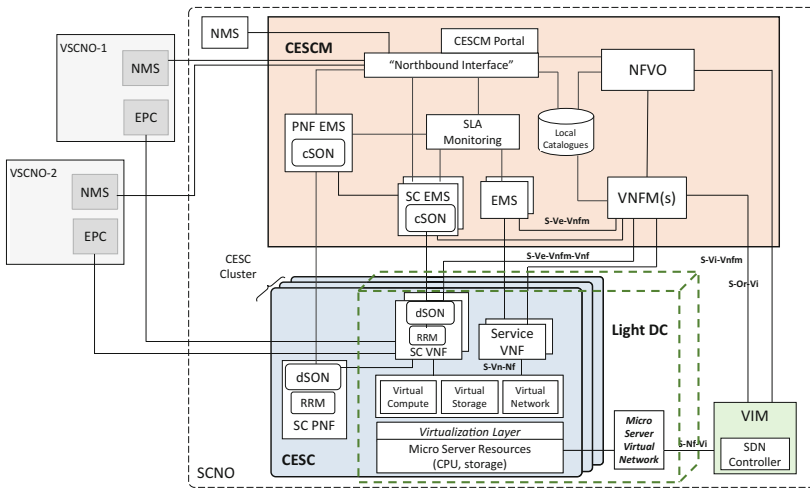 VSCNO-1
NMS
EPC
VSCNO-2
NMS
EPC
NMS
CESCM
CESCM Portal
"Northbound Interface"
NFVO
PNF EMS
cSON
SLA
Monitoring
Local
Catalogues
SC EMS
cSON
EMS
VNFM(s)
S-Ve-Vnfm
S-Ve-Vnfm-Vnf
S-Vi-Vnfm
S-Or-Vi
CESC
Cluster
dSON
RRM
SC VNF
Service
VNF
Light DC
S-Vn-Nf
dSON
RRM
SC PNF
Virtual
Compute
Virtual
Storage
Virtual
Network
Virtualization Layer
Micro Server Resources
(CPU, storage)
Micro
Server
Virtual
Network
S-Nf-Vi
VIM
SDN
Controller
CESC
SCNO